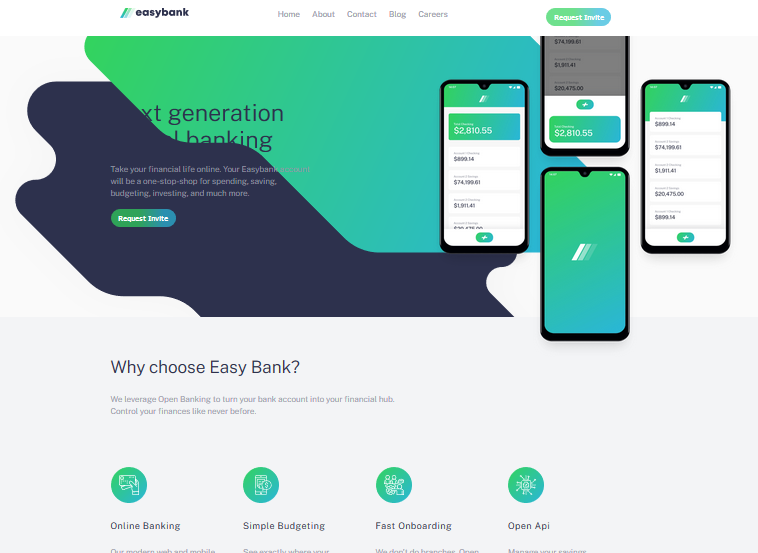 easybank
Home About Contact Blog Careers
Request Invite
xt generation
banking
Take your financial life online. Your Easybank
will be a one-stop-shop for spending, saving,
budgeting, investing, and much more.
Request Invite
$2,810.55
$899.14
$74,199.61
$1,911.41
$20,475.00
$74,199.61
$1,911.41
$20,475.00
$2,810.55
$899.14
$74,199.61
$1,911.41
$20,475.00
$899.14
Why choose Easy Bank?
We leverage Open Banking to turn your bank account into your financial hub.
Control your finances like never before.
Online Banking
Simple Budgeting
Fast Onboarding
Open Api
Our modern web and mobile
See exactly where your
We don't do branches. Open
Manage your savings,